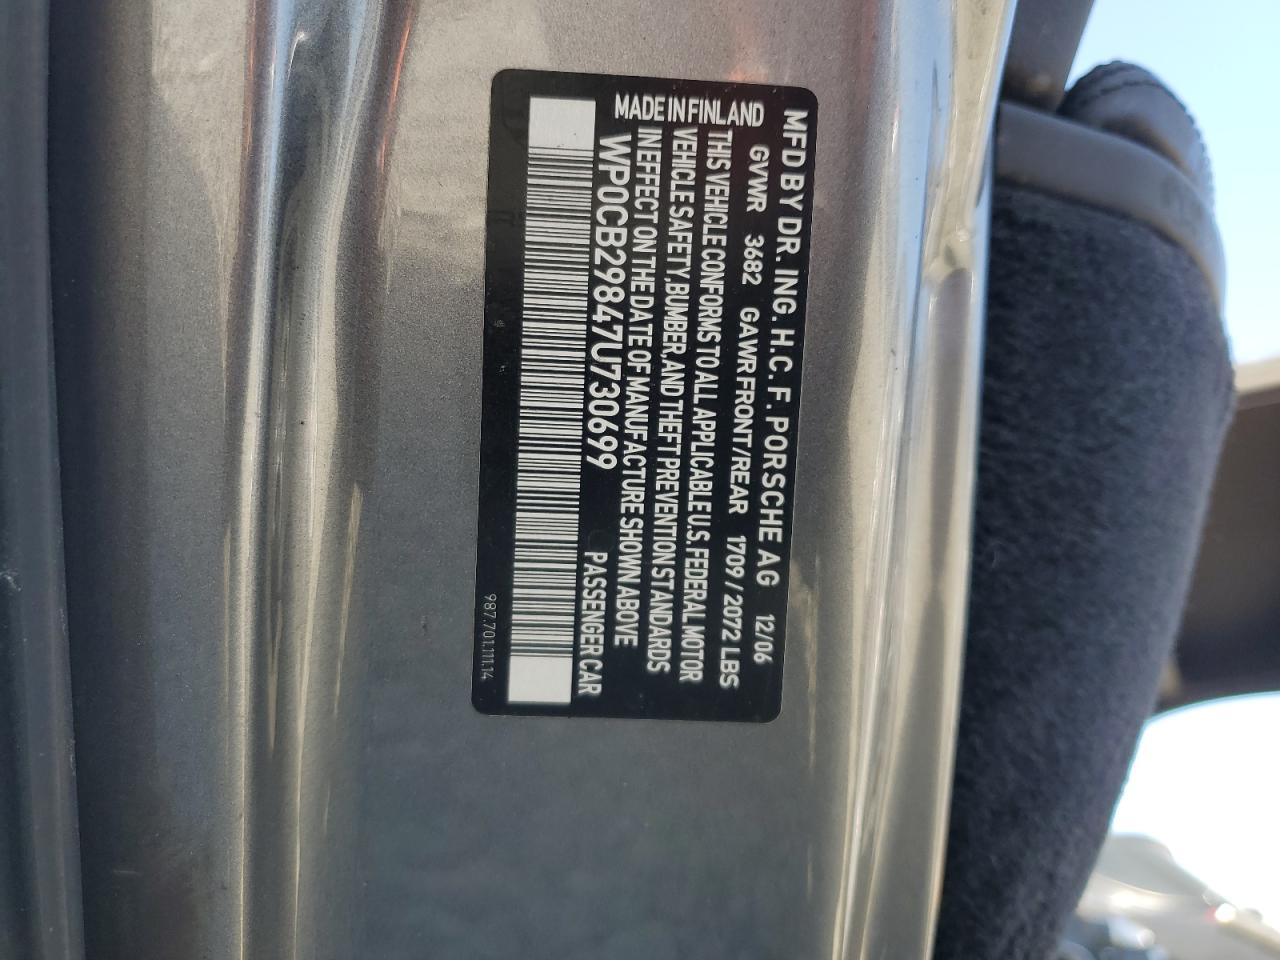 MFD BY DR. ING. H.C. F. PORSCHE AG 12/06
GVWR 3682 GAWR FRONT/REAR 1709 / 2072 LBS
THIS VEHICLE CONFORMS TO ALL APPLICABLE U.S. FEDERAL MOTOR
VEHICLE SAFETY, BUMBER, AND THEFT PREVENTION STANDARDS
IN EFFECT ON THE DATE OF MANUFACTURE SHOWN ABOVE
MADE IN FINLAND
WP0CB29847U730699 PASSENGER CAR
987.701.111.14